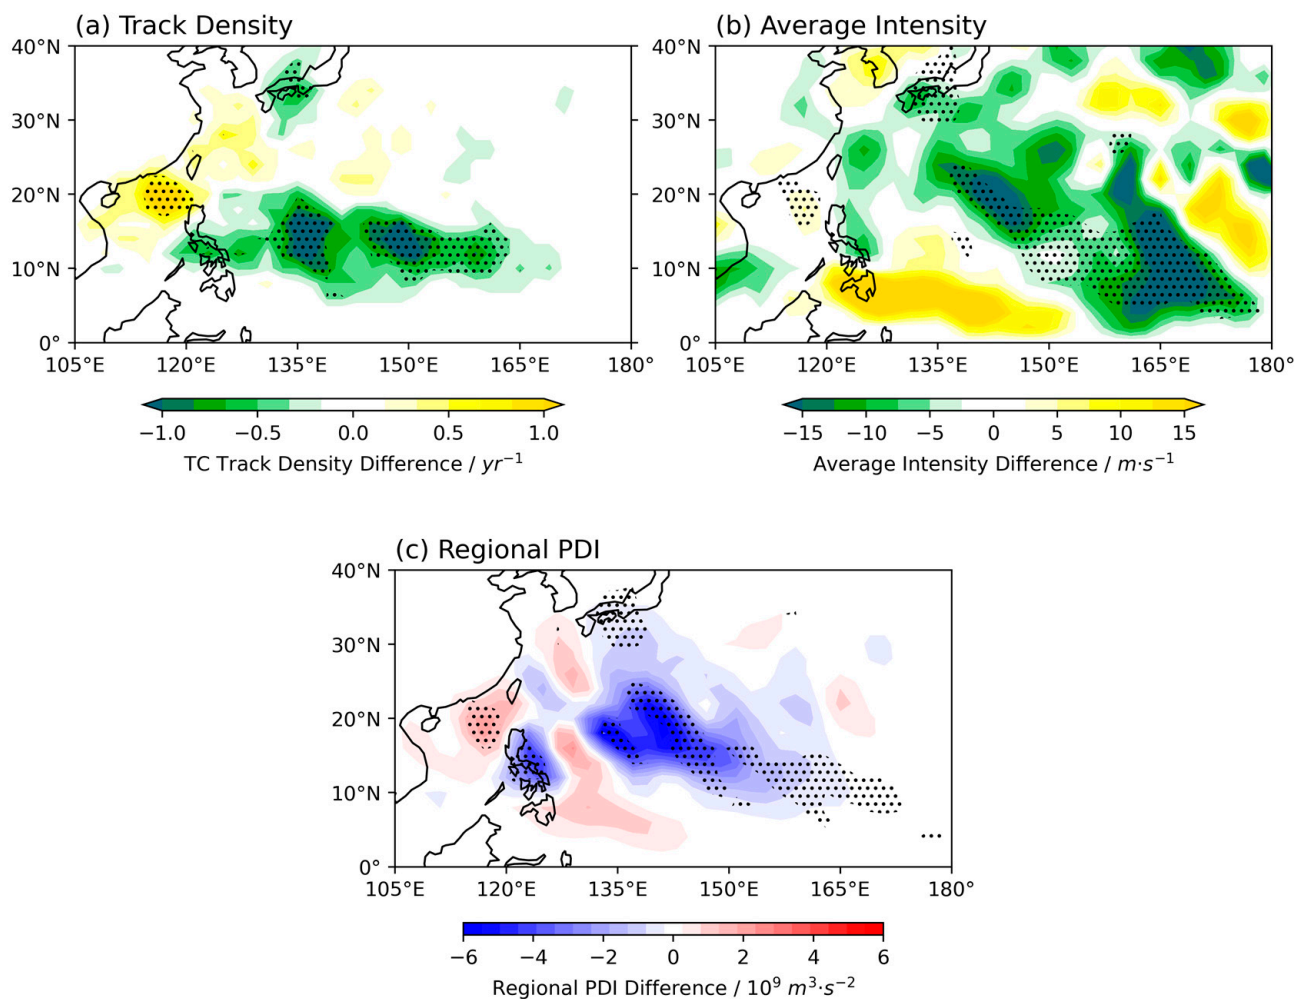 (a) Track Density
40°N
30°N
20°N
10°N
0°
105°E 120°E 135°E 150°E 165°E 180°
−1.0 −0.5 0.0 0.5 1.0
TC Track Density Difference / yr⁻¹
(b) Average Intensity
40°N
30°N
20°N
10°N
0°
105°E 120°E 135°E 150°E 165°E 180°
−15 −10 −5 0 5 10 15
Average Intensity Difference / m·s⁻¹
(c) Regional PDI
40°N
30°N
20°N
10°N
0°
105°E 120°E 135°E 150°E 165°E 180°
−6 −4 −2 0 2 4 6
Regional PDI Difference / 10⁹ m³·s⁻²